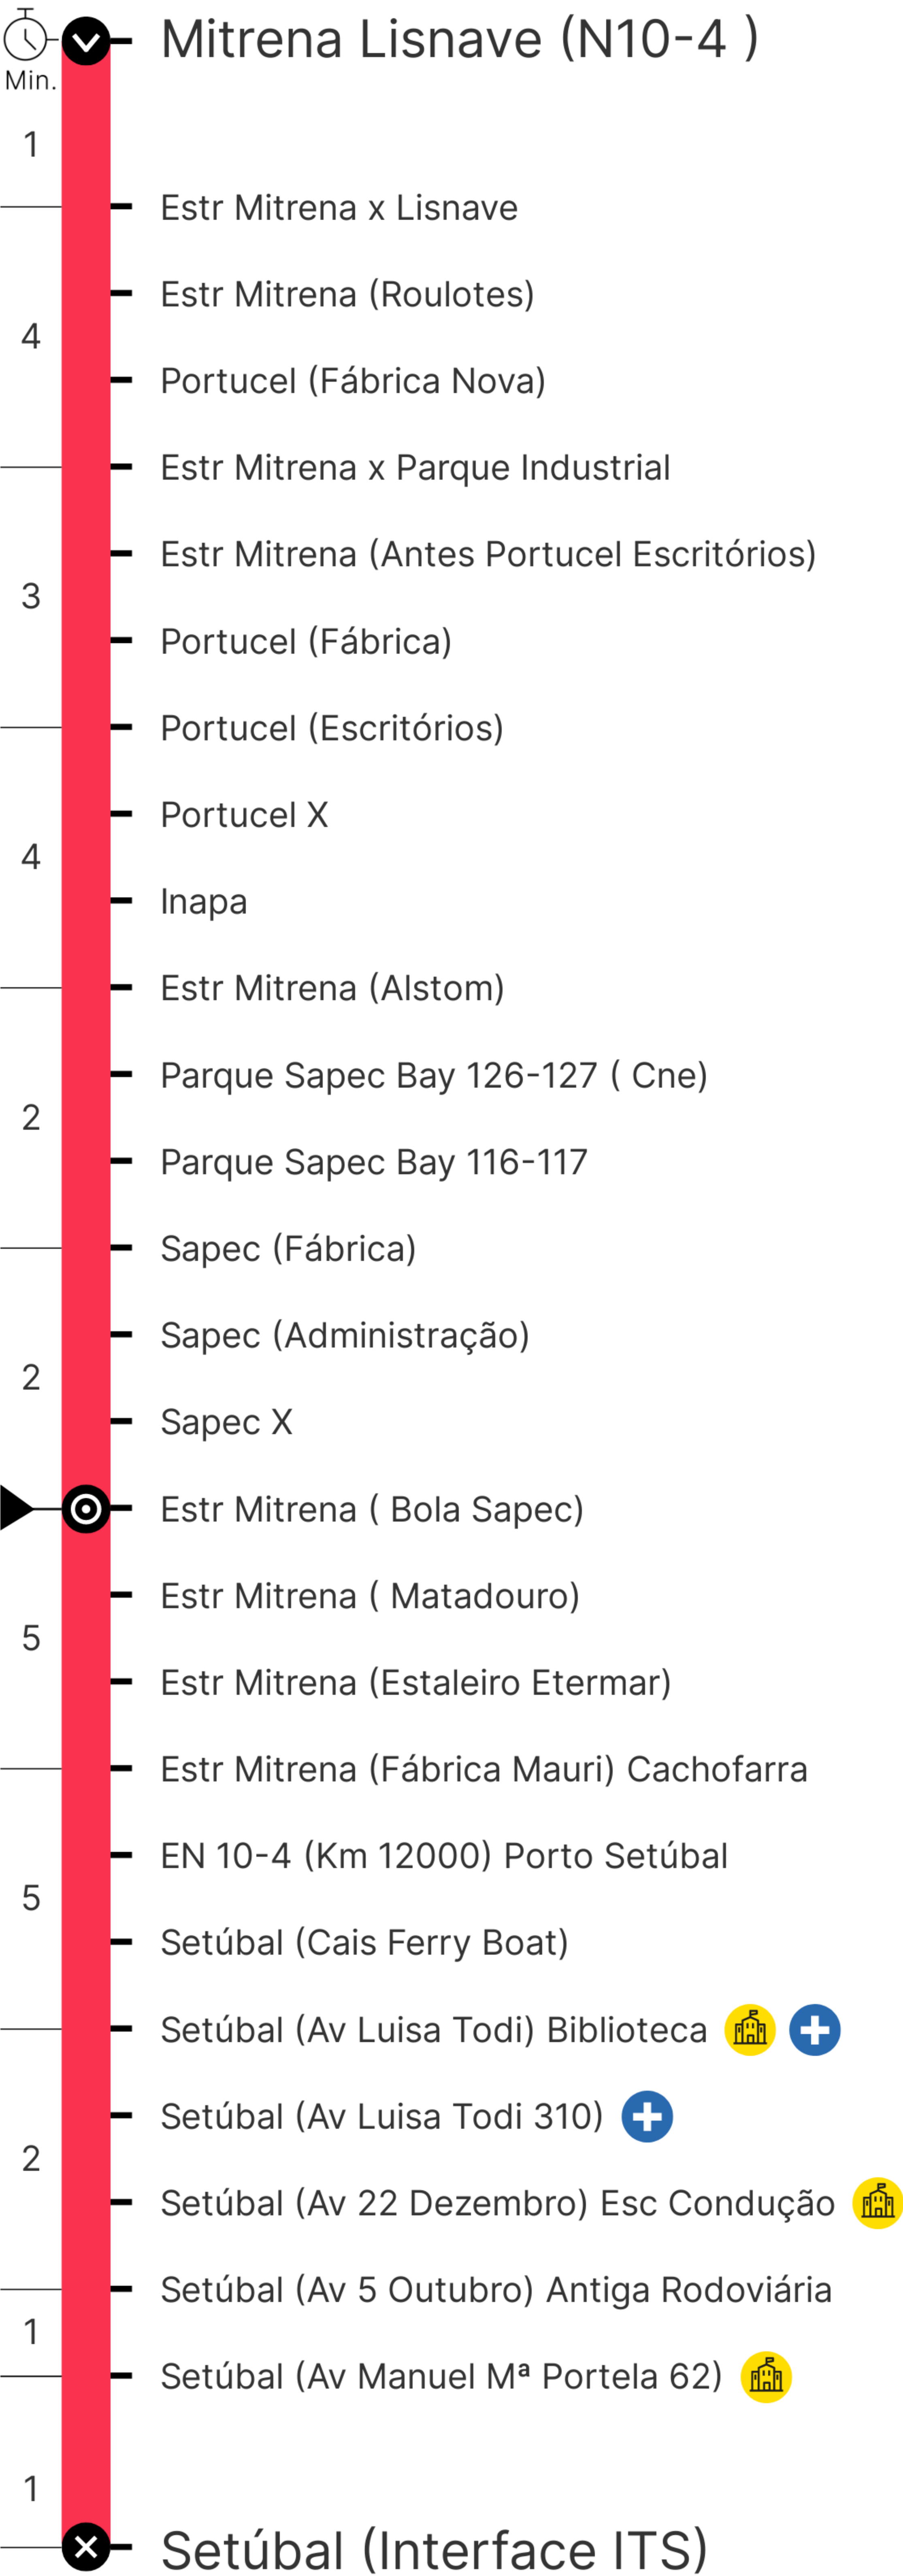 Mitrena Lisnave (N10-4 )
Min.
1
Estr Mitrena x Lisnave
Estr Mitrena (Roulotes)
4
Portucel (Fábrica Nova)
Estr Mitrena x Parque Industrial
Estr Mitrena (Antes Portucel Escritórios)
3
Portucel (Fábrica)
Portucel (Escritórios)
Portucel X
4
Inapa
Estr Mitrena (Alstom)
Parque Sapec Bay 126-127 ( Cne)
2
Parque Sapec Bay 116-117
Sapec (Fábrica)
Sapec (Administração)
2
Sapec X
Estr Mitrena ( Bola Sapec)
Estr Mitrena ( Matadouro)
5
Estr Mitrena (Estaleiro Etermar)
Estr Mitrena (Fábrica Mauri) Cachofarra
EN 10-4 (Km 12000) Porto Setúbal
5
Setúbal (Cais Ferry Boat)
Setúbal (Av Luisa Todi) Biblioteca
Setúbal (Av Luisa Todi 310)
2
Setúbal (Av 22 Dezembro) Esc Condução
Setúbal (Av 5 Outubro) Antiga Rodoviária
1
Setúbal (Av Manuel Mª Portela 62)
1
Setúbal (Interface ITS)